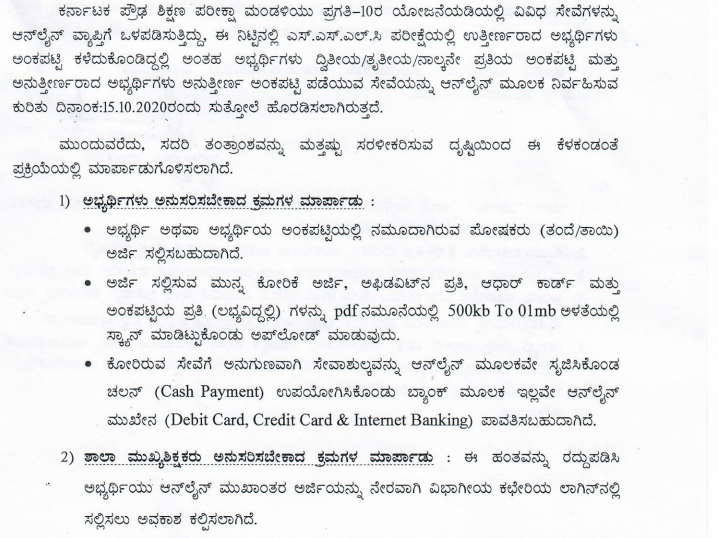 ಕರ್ನಾಟಕ ಪ್ರೌಢ ಶಿಕ್ಷಣ ಪರೀಕ್ಷಾ ಮಂಡಳಿಯು ಪ್ರಗತಿ–10ರ ಯೋಜನೆಯಡಿಯಲ್ಲಿ ವಿವಿಧ ಸೇವೆಗಳನ್ನು
ಆನ್‌ಲೈನ್ ವ್ಯಾಪ್ತಿಗೆ ಒಳಪಡಿಸುತ್ತಿದ್ದು, ಈ ನಿಟ್ಟಿನಲ್ಲಿ ಎಸ್.ಎಸ್.ಎಲ್.ಸಿ ಪರೀಕ್ಷೆಯಲ್ಲಿ ಉತ್ತೀರ್ಣರಾದ ಅಭ್ಯರ್ಥಿಗಳು
ಅಂಕಪಟ್ಟಿ ಕಳೆದುಕೊಂಡಿದ್ದಲ್ಲಿ ಅಂತಹ ಅಭ್ಯರ್ಥಿಗಳು ದ್ವಿತೀಯ/ತೃತೀಯ/ನಾಲ್ಕನೇ ಪ್ರತಿಯ ಅಂಕಪಟ್ಟಿ ಮತ್ತು
ಅನುತ್ತೀರ್ಣರಾದ ಅಭ್ಯರ್ಥಿಗಳು ಅನುತ್ತೀರ್ಣ ಅಂಕಪಟ್ಟಿ ಪಡೆಯುವ ಸೇವೆಯನ್ನು ಆನ್‌ಲೈನ್ ಮೂಲಕ ನಿರ್ವಹಿಸುವ
ಕುರಿತು ದಿನಾಂಕ:15.10.2020ರಂದು ಸುತ್ತೋಲೆ ಹೊರಡಿಸಲಾಗಿರುತ್ತದೆ.
ಮುಂದುವರೆದು, ಸದರಿ ತಂತ್ರಾಂಶವನ್ನು ಮತ್ತಷ್ಟು ಸರಳೀಕರಿಸುವ ದೃಷ್ಟಿಯಿಂದ ಈ ಕೆಳಕಂಡಂತೆ
ಪ್ರಕ್ರಿಯೆಯಲ್ಲಿ ಮಾರ್ಪಾಡುಗೊಳಿಸಲಾಗಿದೆ.
1) ಅಭ್ಯರ್ಥಿಗಳು ಅನುಸರಿಸಬೇಕಾದ ಕ್ರಮಗಳ ಮಾರ್ಪಾಡು :
• ಅಭ್ಯರ್ಥಿ ಅಥವಾ ಅಭ್ಯರ್ಥಿಯ ಅಂಕಪಟ್ಟಿಯಲ್ಲಿ ನಮೂದಾಗಿರುವ ಪೋಷಕರು (ತಂದೆ/ತಾಯಿ)
ಅರ್ಜಿ ಸಲ್ಲಿಸಬಹುದಾಗಿದೆ.
• ಅರ್ಜಿ ಸಲ್ಲಿಸುವ ಮುನ್ನ ಕೋರಿಕೆ ಅರ್ಜಿ, ಅಫಿಡವಿಟ್‌ನ ಪ್ರತಿ, ಆಧಾರ್ ಕಾರ್ಡ್ ಮತ್ತು
ಅಂಕಪಟ್ಟಿಯ ಪ್ರತಿ (ಲಭ್ಯವಿದ್ದಲ್ಲಿ) ಗಳನ್ನು pdf ನಮೂನೆಯಲ್ಲಿ 500kb To 01mb ಅಳತೆಯಲ್ಲಿ
ಸ್ಕ್ಯಾನ್ ಮಾಡಿಟ್ಟುಕೊಂಡು ಅಪ್‌ಲೋಡ್ ಮಾಡುವುದು.
• ಕೋರಿರುವ ಸೇವೆಗೆ ಅನುಗುಣವಾಗಿ ಸೇವಾಶುಲ್ಕವನ್ನು ಆನ್‌ಲೈನ್ ಮೂಲಕವೇ ಸೃಜಿಸಿಕೊಂಡ
ಚಲನ್ (Cash Payment) ಉಪಯೋಗಿಸಿಕೊಂಡು ಬ್ಯಾಂಕ್ ಮೂಲಕ ಇಲ್ಲವೇ ಆನ್‌ಲೈನ್
ಮುಖೇನ (Debit Card, Credit Card & Internet Banking) ಪಾವತಿಸಬಹುದಾಗಿದೆ.
2) ಶಾಲಾ ಮುಖ್ಯಶಿಕ್ಷಕರು ಅನುಸರಿಸಬೇಕಾದ ಕ್ರಮಗಳ ಮಾರ್ಪಾಡು : ಈ ಹಂತವನ್ನು ರದ್ದುಪಡಿಸಿ
ಅಭ್ಯರ್ಥಿಯು ಆನ್‌ಲೈನ್ ಮುಖಾಂತರ ಅರ್ಜಿಯನ್ನು ನೇರವಾಗಿ ವಿಭಾಗೀಯ ಕಛೇರಿಯ ಲಾಗಿನ್‌ನಲ್ಲಿ
ಸಲ್ಲಿಸಲು ಅವಕಾಶ ಕಲ್ಪಿಸಲಾಗಿದೆ.